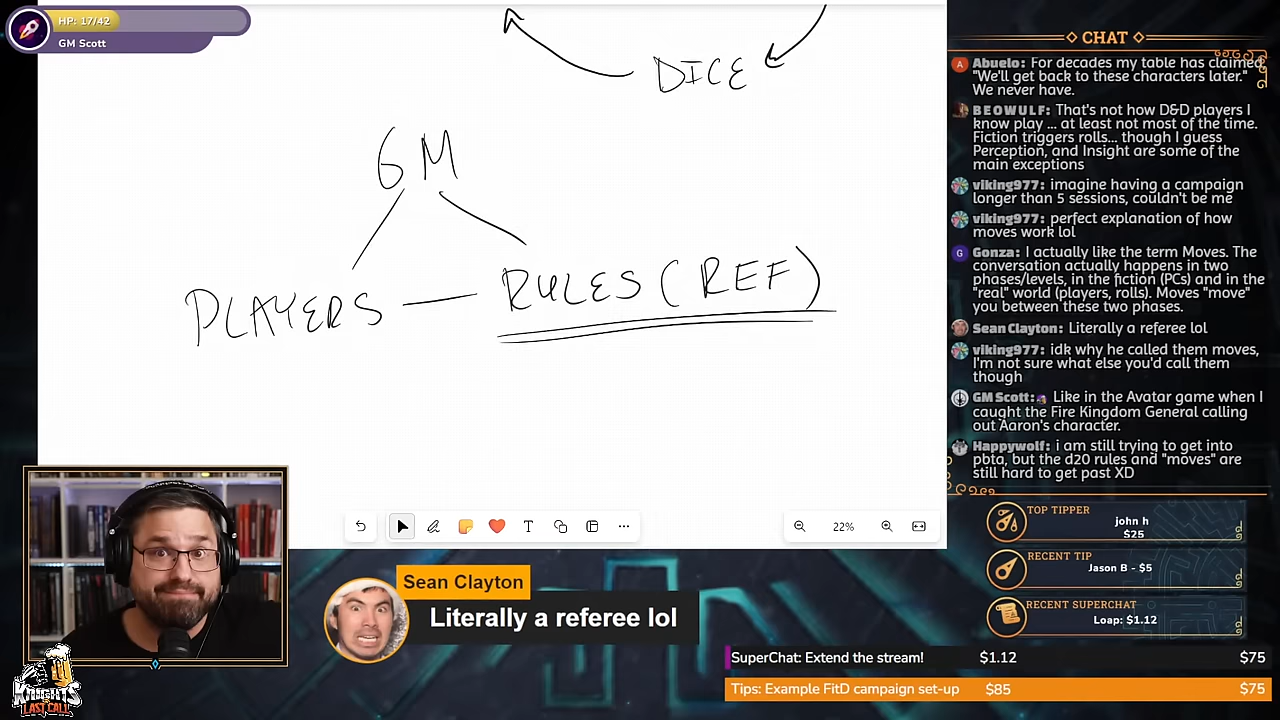 HP: 17/42
GM Scott
DICE
GM
PLAYERS
RULES (REF)
22%
T
Sean Clayton
Literally a referee lol
KNIGHTS
OF
LAST CALL
CHAT
A
Abuelo: For decades my table has claimed
"We'll get back to these characters later."
We never have.
BEOWULF: That's not how D&D players I
know play ... at least not most of the time.
Fiction triggers rolls... though I guess
Perception, and Insight are some of the
main exceptions
viking977: imagine having a campaign
longer than 5 sessions, couldn't be me
viking977: perfect explanation of how
moves work lol
G
Gonza: I actually like the term Moves. The
conversation actually happens in two
phases/levels, in the fiction (PCs) and in the
"real" world (players, rolls). Moves "move"
you between these two phases.
Sean Clayton: Literally a referee lol
viking977: idk why he called them moves,
I'm not sure what else you'd call them
though
GM Scott: Like in the Avatar game when I
caught the Fire Kingdom General calling
out Aaron's character.
Happywolf: i am still trying to get into
pbta, but the d20 rules and "moves" are
still hard to get past XD
TOP TIPPER
john h
$25
RECENT TIP
Jason B - $5
RECENT SUPERCHAT
Loap: $1.12
SuperChat: Extend the stream! $1.12 $75
Tips: Example FitD campaign set-up $85 $75